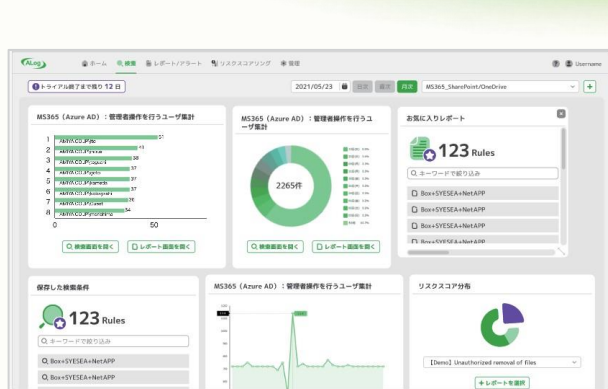 ALog
ホーム 検索 レポート/アラート リスクスコアリング 管理 Username
トライアル終了まで残り 12 日 2021/05/23 日次 週次 月次 MS365_SharePoint/OneDrive
MS365（Azure AD）：管理者操作を行うユーザ集計
1 51
2
3 38
4 37
5 37
6 37
7
8 34
0 50
検索画面を開く レポート画面を開く
MS365（Azure AD）：管理者操作を行うユ
ーザ集計
2265件
検索画面を開く レポート画面を開く
お気に入りレポート
123 Rules
キーワードで絞り込み
Box+SYESEA+NetAPP
Box+SYESEA+NetAPP
Box+SYESEA+NetAPP
保存した検索条件
123 Rules
キーワードで絞り込み
Box+SYESEA+NetAPP
Box+SYESEA+NetAPP
MS365（Azure AD）：管理者操作を行うユーザ集計
リスクスコア分布
【Demo】Unauthorized removal of files
レポートを選択